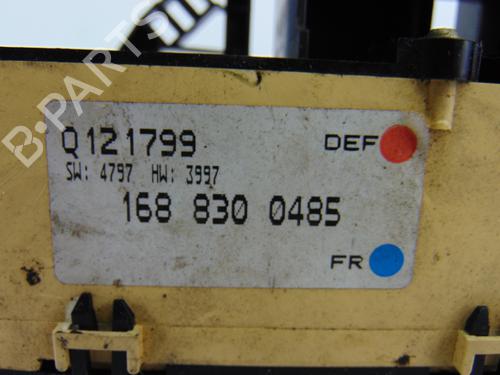 B-PARTS
Q121799
DEF
SW: 4797 HW: 3997
168 830 0485
FR